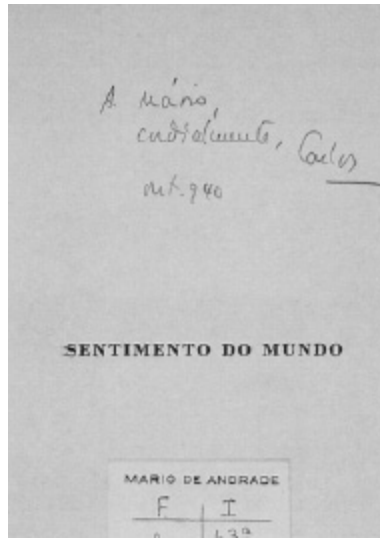 A Mário,
cordialmente, Carlos
out. 940
SENTIMENTO DO MUNDO
MARIO DE ANDRADE
F I